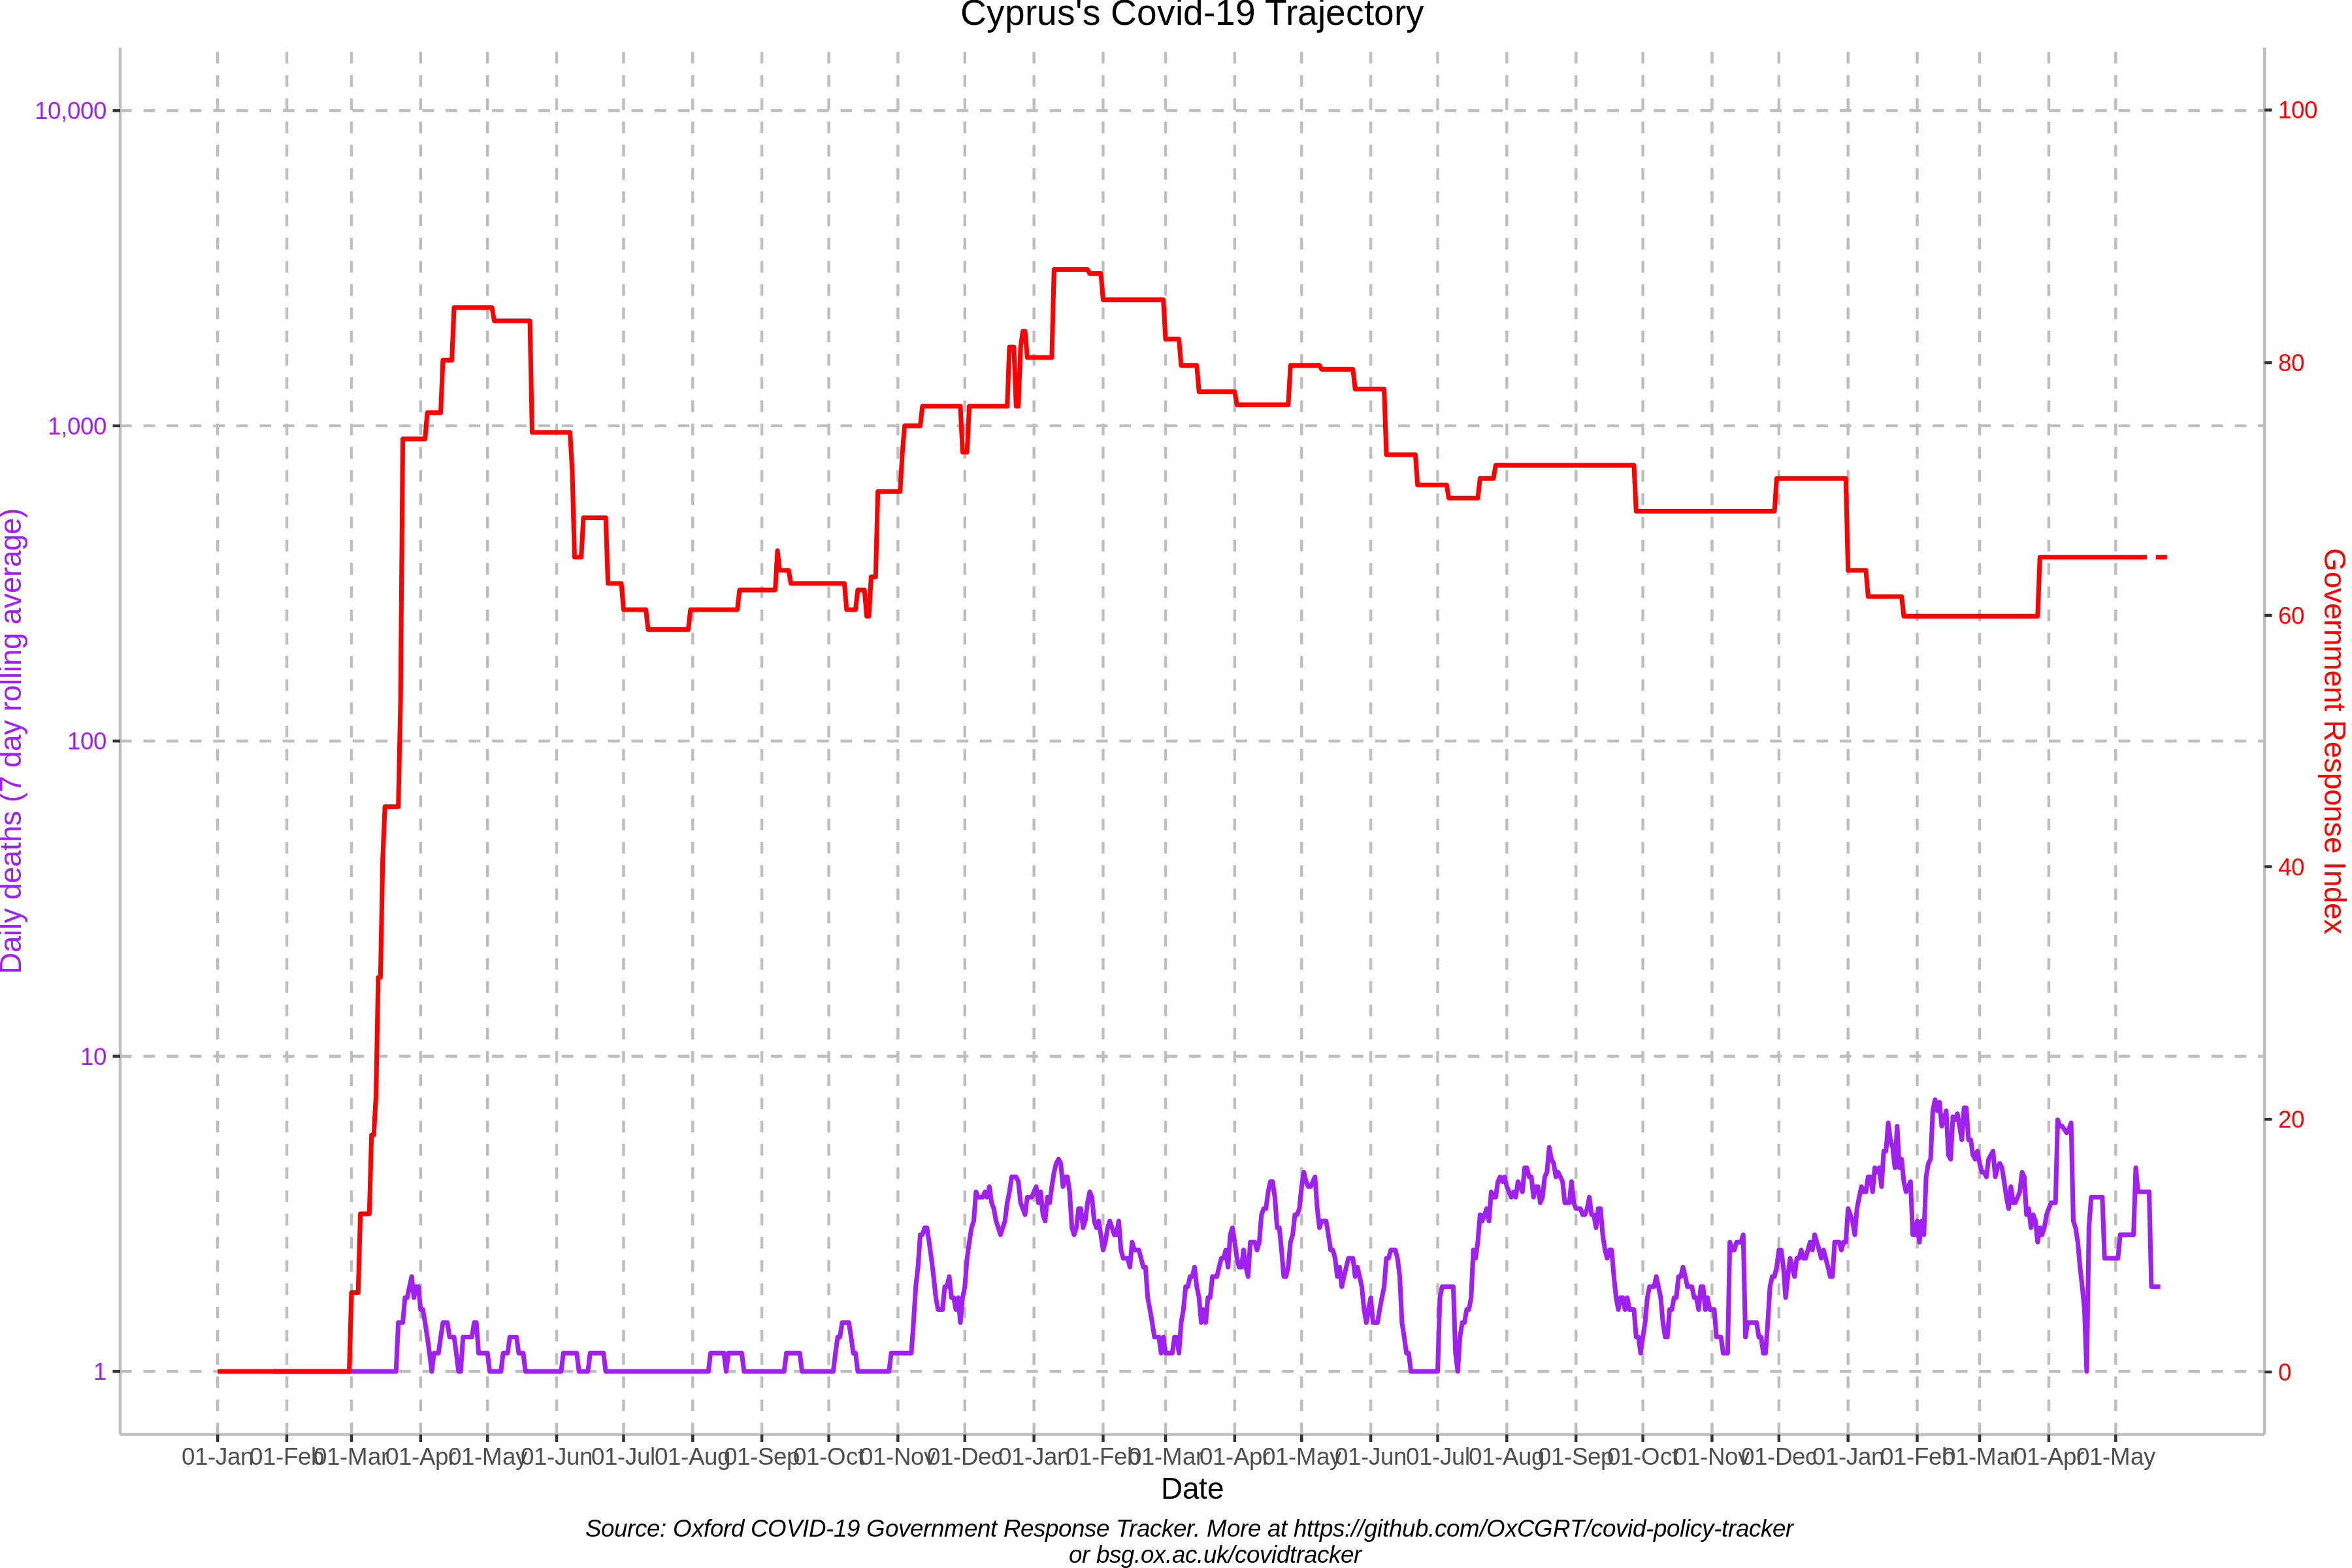 Cyprus's Covid-19 Trajectory
10,000
1,000
100
10
1
Daily deaths (7 day rolling average)
100
80
60
40
20
0
Government Response Index
01-Jan 01-Feb 01-Mar 01-Apr 01-May 01-Jun 01-Jul 01-Aug 01-Sep 01-Oct 01-Nov 01-Dec 01-Jan 01-Feb 01-Mar 01-Apr 01-May 01-Jun 01-Jul 01-Aug 01-Sep 01-Oct 01-Nov 01-Dec 01-Jan 01-Feb 01-Mar 01-Apr 01-May
Date
Source: Oxford COVID-19 Government Response Tracker. More at https://github.com/OxCGRT/covid-policy-tracker
or bsg.ox.ac.uk/covidtracker